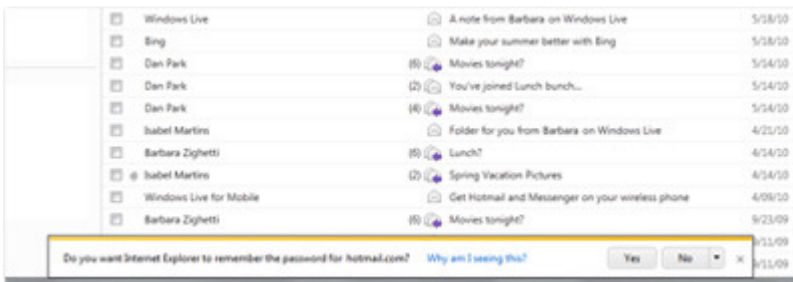 Windows Live A note from Barbara on Windows Live 5/18/10
Bing Make your summer better with Bing 5/18/10
Dan Park (6) Movies tonight? 5/14/10
Dan Park (2) You've joined Lunch bunch... 5/14/10
Dan Park (4) Movies tonight? 5/14/10
Isabel Martins Folder for you from Barbara on Windows Live 4/21/10
Barbara Zighetti (6) Lunch? 4/14/10
Isabel Martins (2) Spring Vacation Pictures 4/14/10
Windows Live for Mobile Get Hotmail and Messenger on your wireless phone 4/09/10
Barbara Zighetti (6) Movies tonight? 9/23/09
9/11/09
Do you want Internet Explorer to remember the password for hotmail.com? Why am I seeing this? Yes No
9/11/09